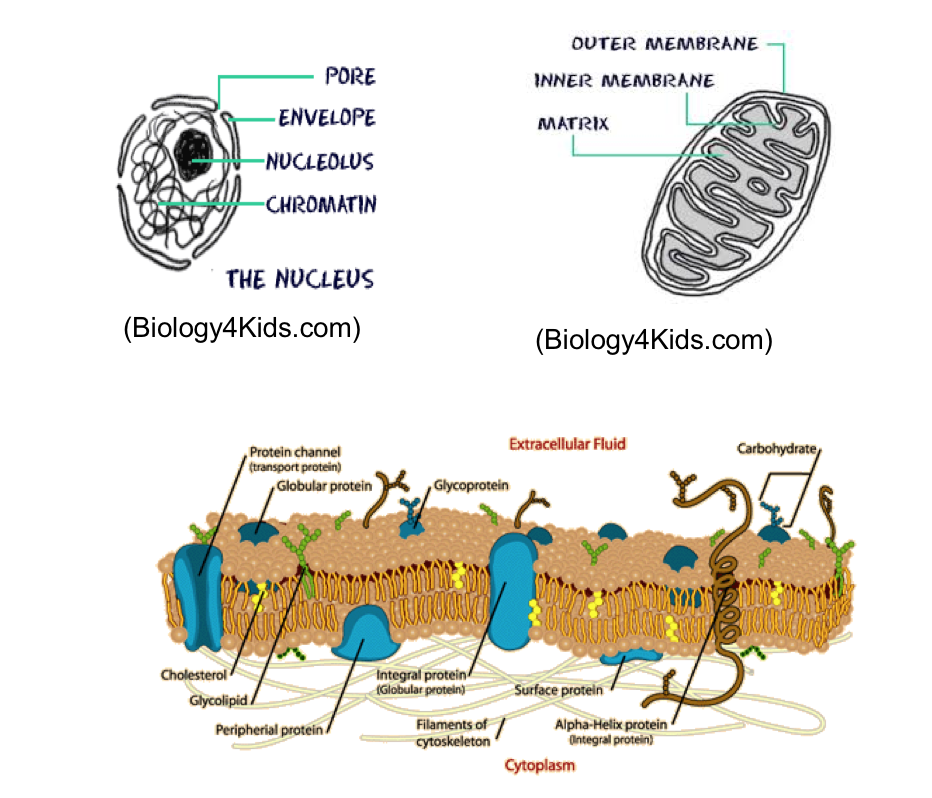 PORE
ENVELOPE
NUCLEOLUS
CHROMATIN
THE NUCLEUS
(Biology4Kids.com)
OUTER MEMBRANE
INNER MEMBRANE
MATRIX
(Biology4Kids.com)
Extracellular Fluid
Protein channel
(transport protein)
Globular protein
Glycoprotein
Carbohydrate
Cholesterol
Glycolipid
Peripherial protein
Integral protein
(Globular protein)
Filaments of
cytoskeleton
Surface protein
Alpha-Helix protein
(Integral protein)
Cytoplasm